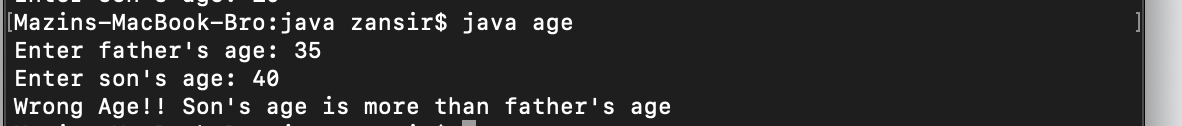 [Mazins-MacBook-Bro:java zansir$ java age ]
Enter father's age: 35
Enter son's age: 40
Wrong Age!! Son's age is more than father's age